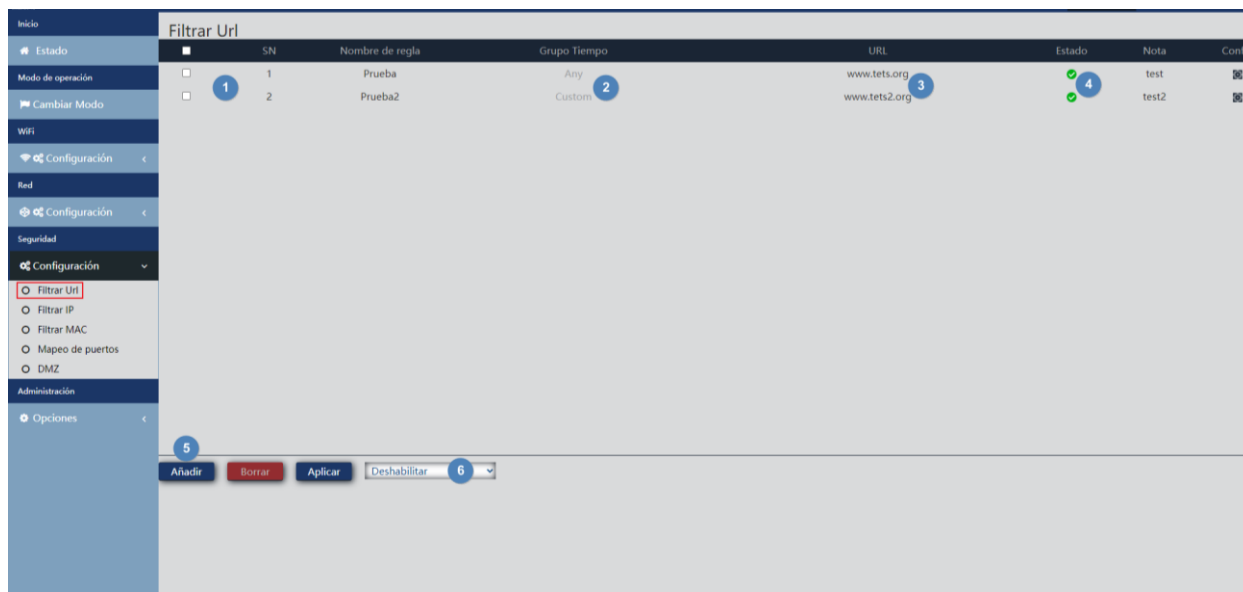 Inicio
Estado
Modo de operación
Cambiar Modo
WiFi
Configuración
Red
Configuración
Seguridad
Configuración
Filtrar Url
Filtrar IP
Filtrar MAC
Mapeo de puertos
DMZ
Administración
Opciones
Filtrar Url
SN Nombre de regla Grupo Tiempo URL Estado Nota Conf
1 Prueba Any www.tets.org test
2 Prueba2 Custom www.tets2.org test2
1 2 3 4
5
Añadir Borrar Aplicar Deshabilitar 6